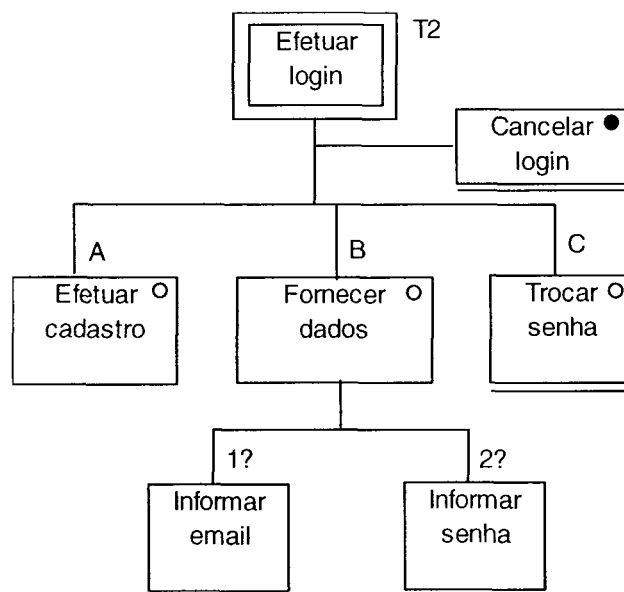 Efetuar
login
T2
Cancelar
login
A
B
C
Efetuar
cadastro
Fornecer
dados
Trocar
senha
1?
2?
Informar
email
Informar
senha